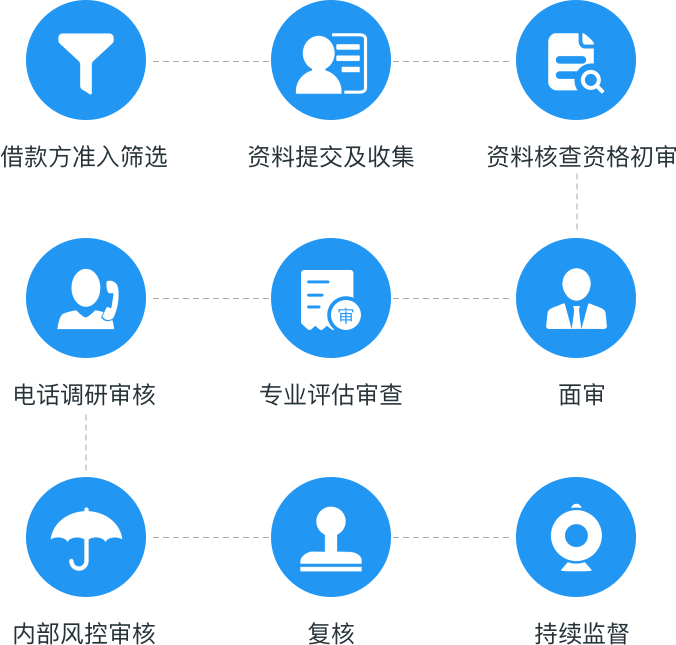 借款方准入筛选
资料提交及收集
资料核查资格初审
审
电话调研审核
专业评估审查
面审
内部风控审核
复核
持续监督